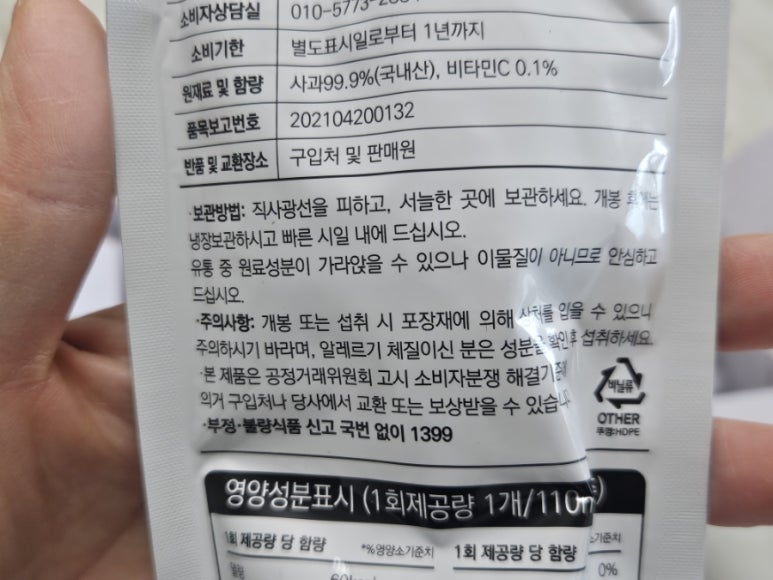 소비자상담실 010-5773-
소비기한 별도표시일로부터 1년까지
원재료 및 함량 사과99.9%(국내산), 비타민C 0.1%
품목보고번호 202104200132
반품 및 교환장소 구입처 및 판매원
·보관방법: 직사광선을 피하고, 서늘한 곳에 보관하세요. 개봉
냉장보관하시고 빠른 시일 내에 드십시오.
유통 중 원료성분이 가라앉을 수 있으나 이물질이 아니므로 안심하고
드십시오.
·주의사항: 개봉 또는 섭취 시 포장재에 의해 상처를 입을 수 있으니
주의하시기 바라며, 알레르기 체질이신 분은 성분을 확인후 섭취하세요.
·본 제품은 공정거래위원회 고시 소비자분쟁 해결기준에
의거 구입처나 당사에서 교환 또는 보상받을 수 있습니
·부정·불량식품 신고 국번 없이 1399
비닐류
OTHER
뚜껑:HDPE
영양성분표시 (1회제공량 1개/110m
1회 제공량 당 함량 *%영양소기준치 1회 제공량 당 함량 소기준치
0%